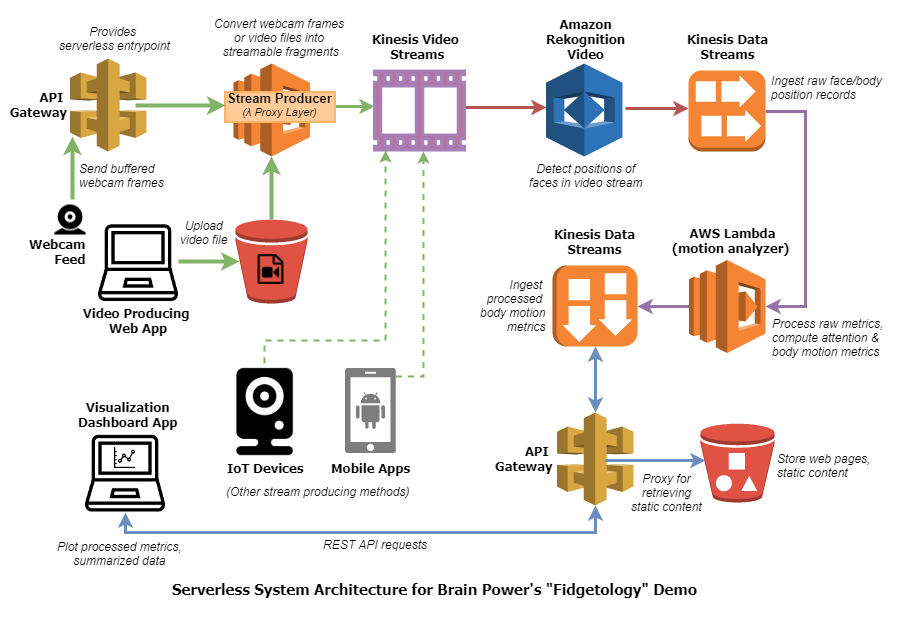 Provides
serverless entrypoint
API
Gateway
Send buffered
webcam frames
Webcam
Feed
Convert webcam frames
or video files into
streamable fragments
Stream Producer
(λ Proxy Layer)
Upload
video file
Video Producing
Web App
Kinesis Video
Streams
Amazon
Rekognition
Video
Detect positions of
faces in video stream
Kinesis Data
Streams
Ingest raw face/body
position records
AWS Lambda
(motion analyzer)
Process raw metrics,
compute attention &
body motion metrics
Kinesis Data
Streams
Ingest
processed
body motion
metrics
IoT Devices
Mobile Apps
(Other stream producing methods)
Visualization
Dashboard App
Plot processed metrics,
summarized data
REST API requests
API
Gateway
Proxy for
retrieving
static content
Store web pages,
static content
Serverless System Architecture for Brain Power's "Fidgetology" Demo